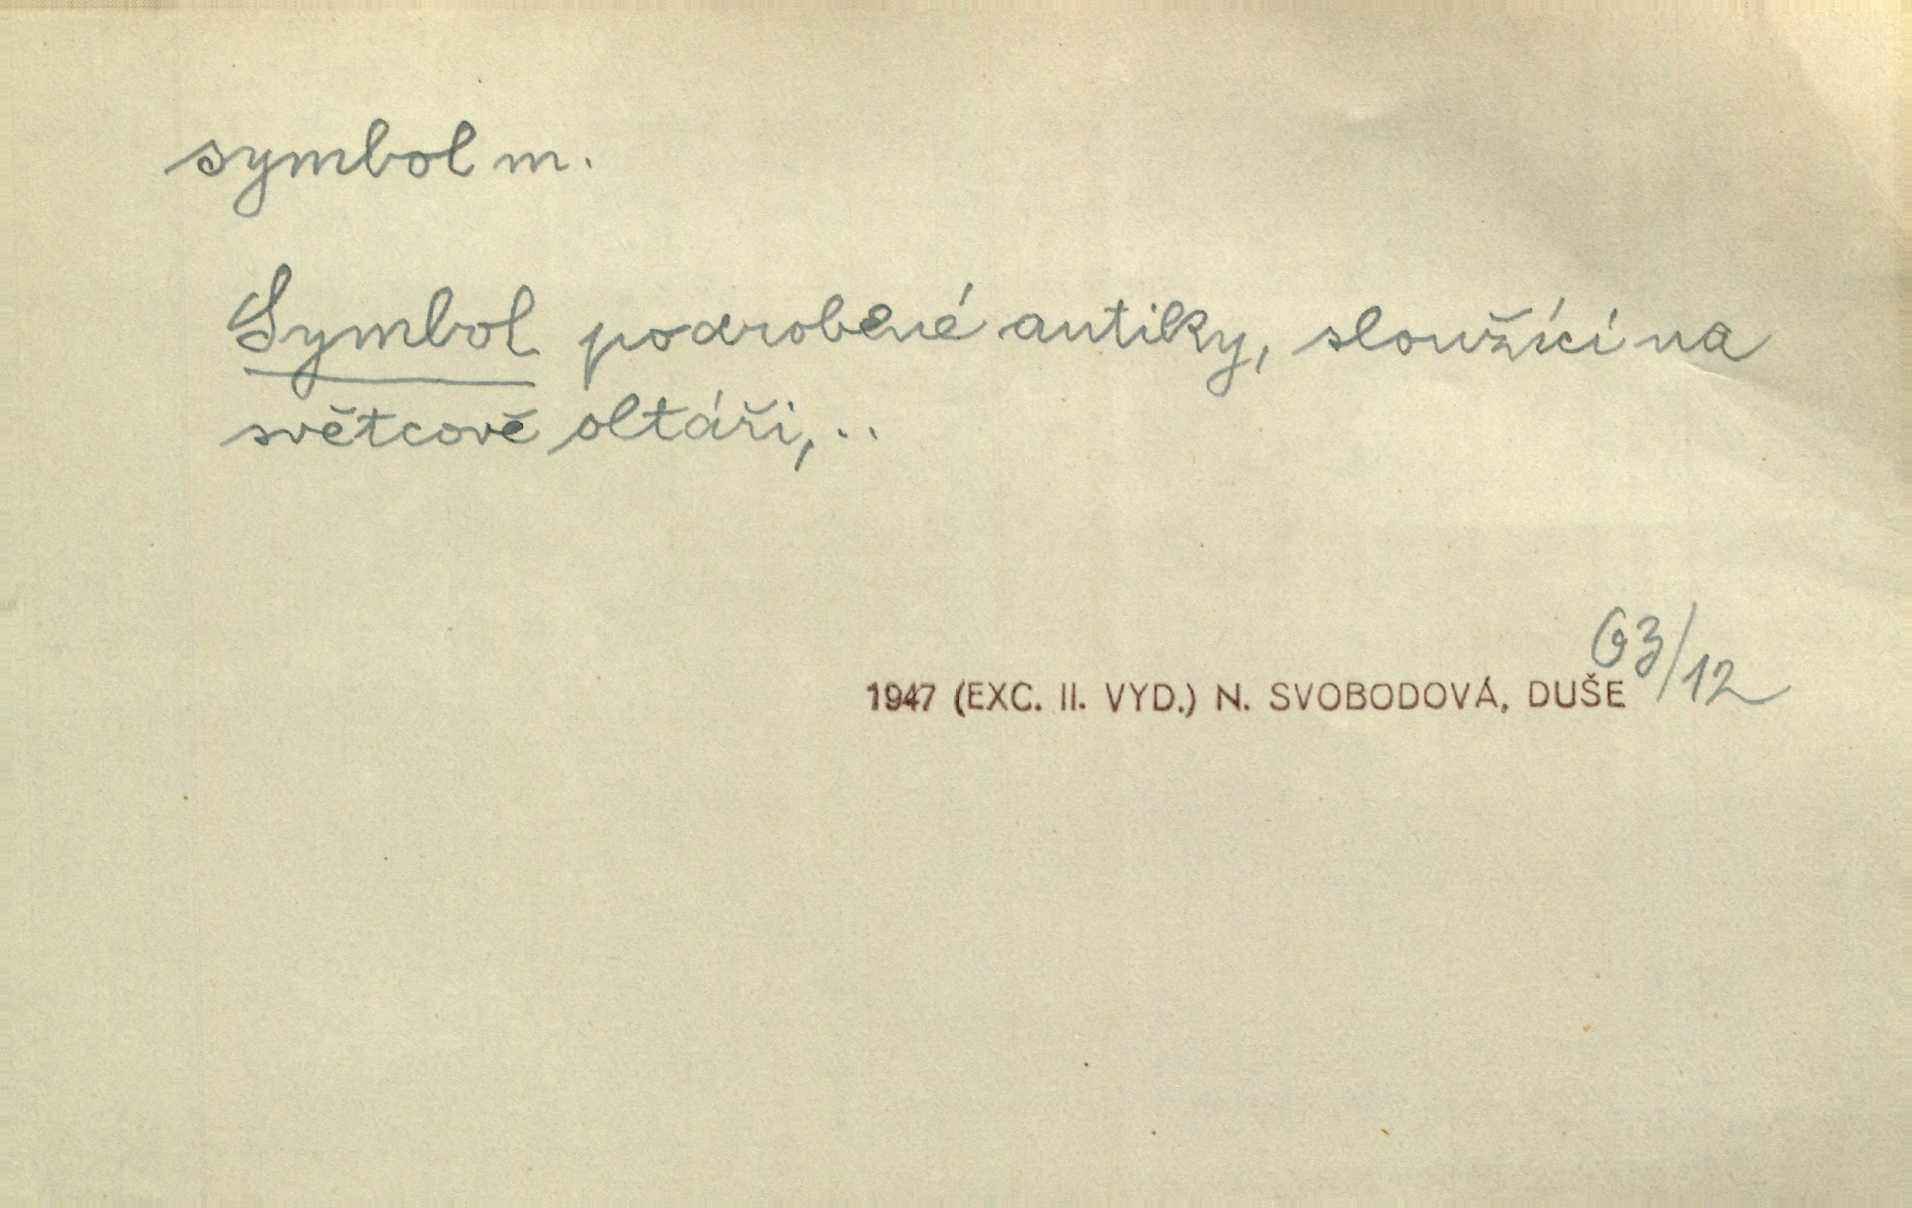 symbol m.
Symbol podrobené antiky, sloužící na
světcově oltáři,..
63/12
1947 (EXC. II. VYD.) N. SVOBODOVÁ, DUŠE